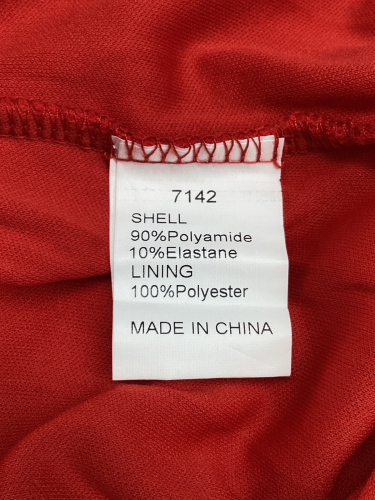 7142
SHELL
90%Polyamide
10%Elastane
LINING
100%Polyester
MADE IN CHINA